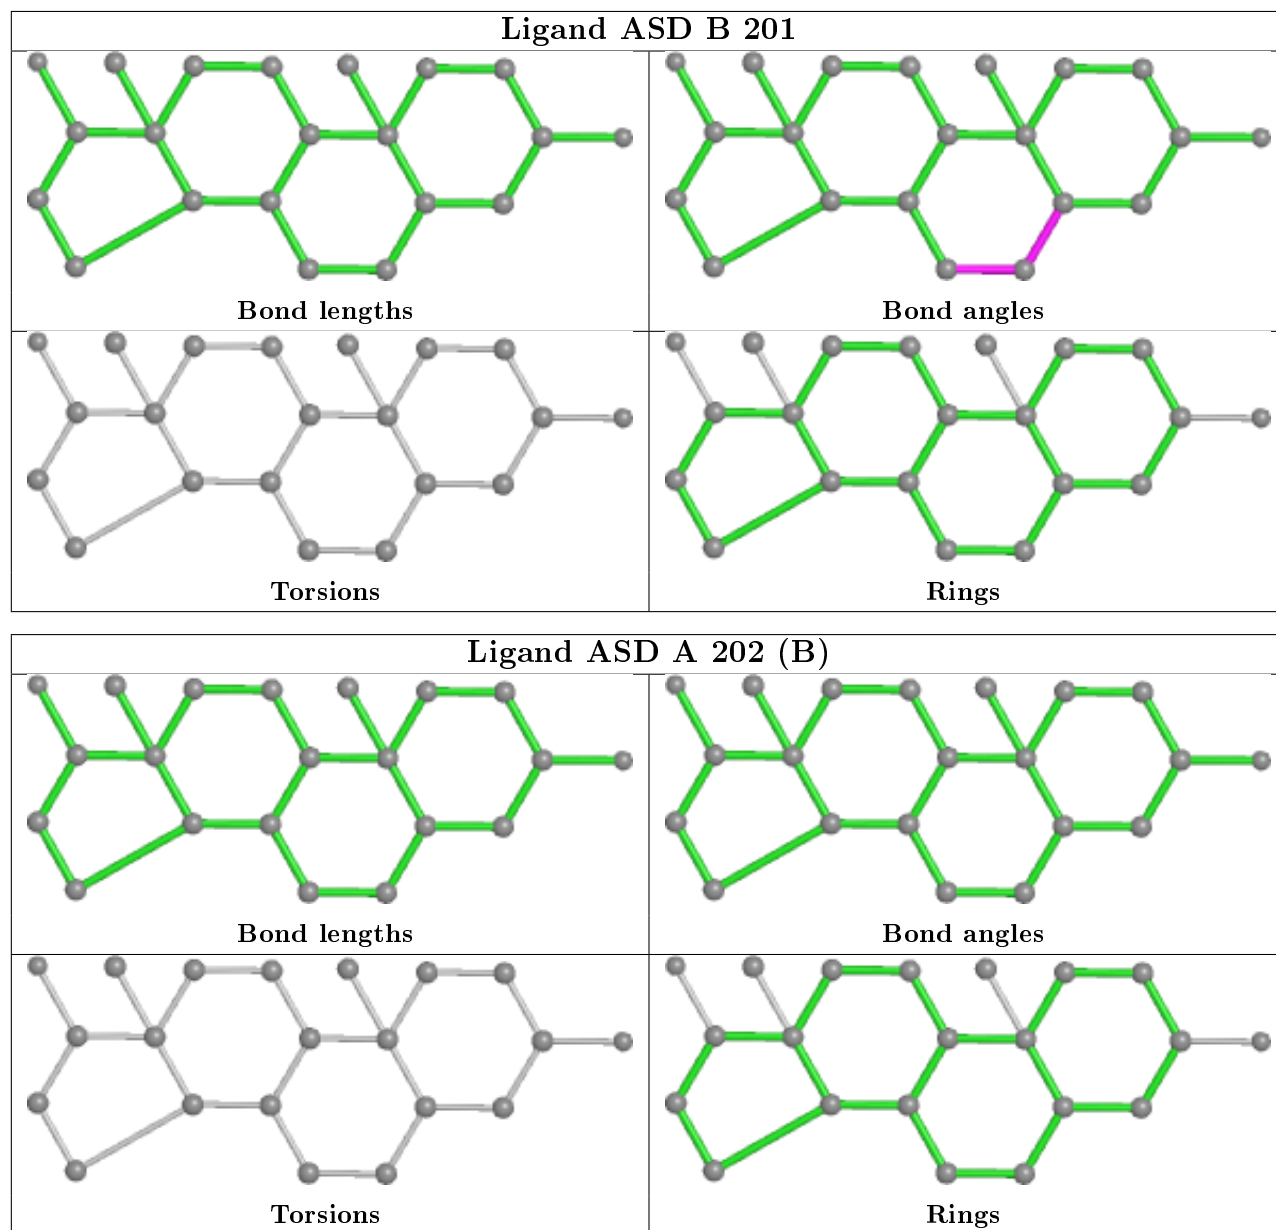 Ligand ASD B 201
Bond lengths
Bond angles
Torsions
Rings
Ligand ASD A 202 (B)
Bond lengths
Bond angles
Torsions
Rings